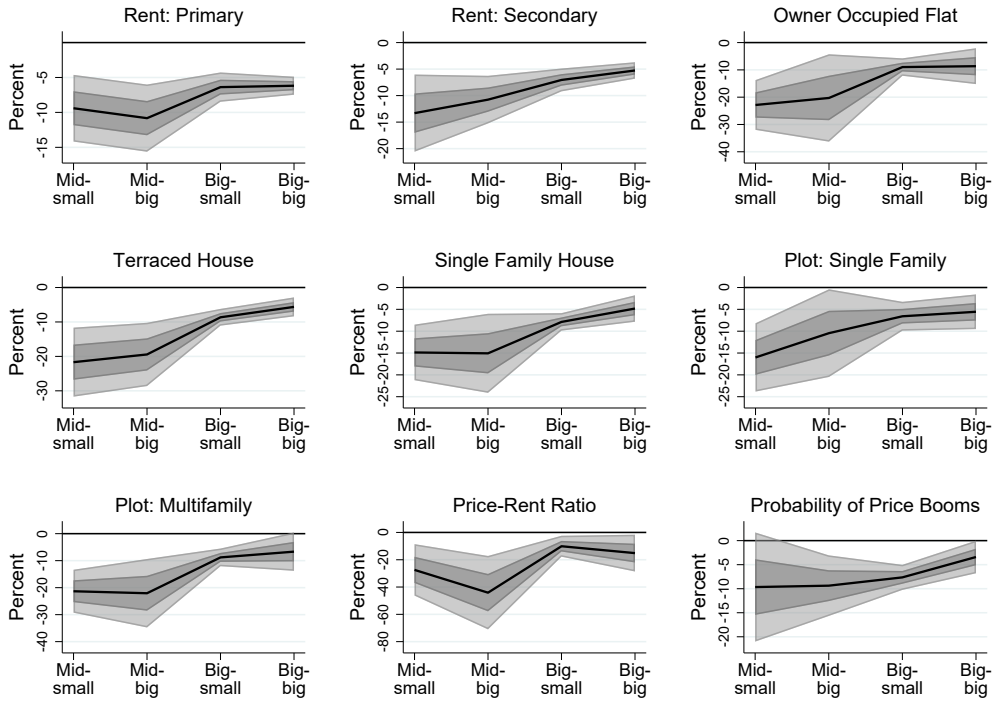 Rent: Primary
Percent
-5
-10
-15
Mid-
small
Mid-
big
Big-
small
Big-
big
Rent: Secondary
Percent
0
-5
-10
-15
-20
Mid-
small
Mid-
big
Big-
small
Big-
big
Owner Occupied Flat
Percent
0
-10
-20
-30
-40
Mid-
small
Mid-
big
Big-
small
Big-
big
Terraced House
Percent
0
10
20
30
Mid-
small
Mid-
big
Big-
small
Big-
big
Single Family House
Percent
0
-5
-10
-15
-20
-25
Mid-
small
Mid-
big
Big-
small
Big-
big
Plot: Single Family
Percent
0
-5
-10
-15
-20
-25
Mid-
small
Mid-
big
Big-
small
Big-
big
Plot: Multifamily
Percent
0
-10
-20
-30
-40
Mid-
small
Mid-
big
Big-
small
Big-
big
Price-Rent Ratio
Percent
0
-20
-40
-60
-80
Mid-
small
Mid-
big
Big-
small
Big-
big
Probability of Price Booms
Percent
0
-5
-10
-15
-20
Mid-
small
Mid-
big
Big-
small
Big-
big